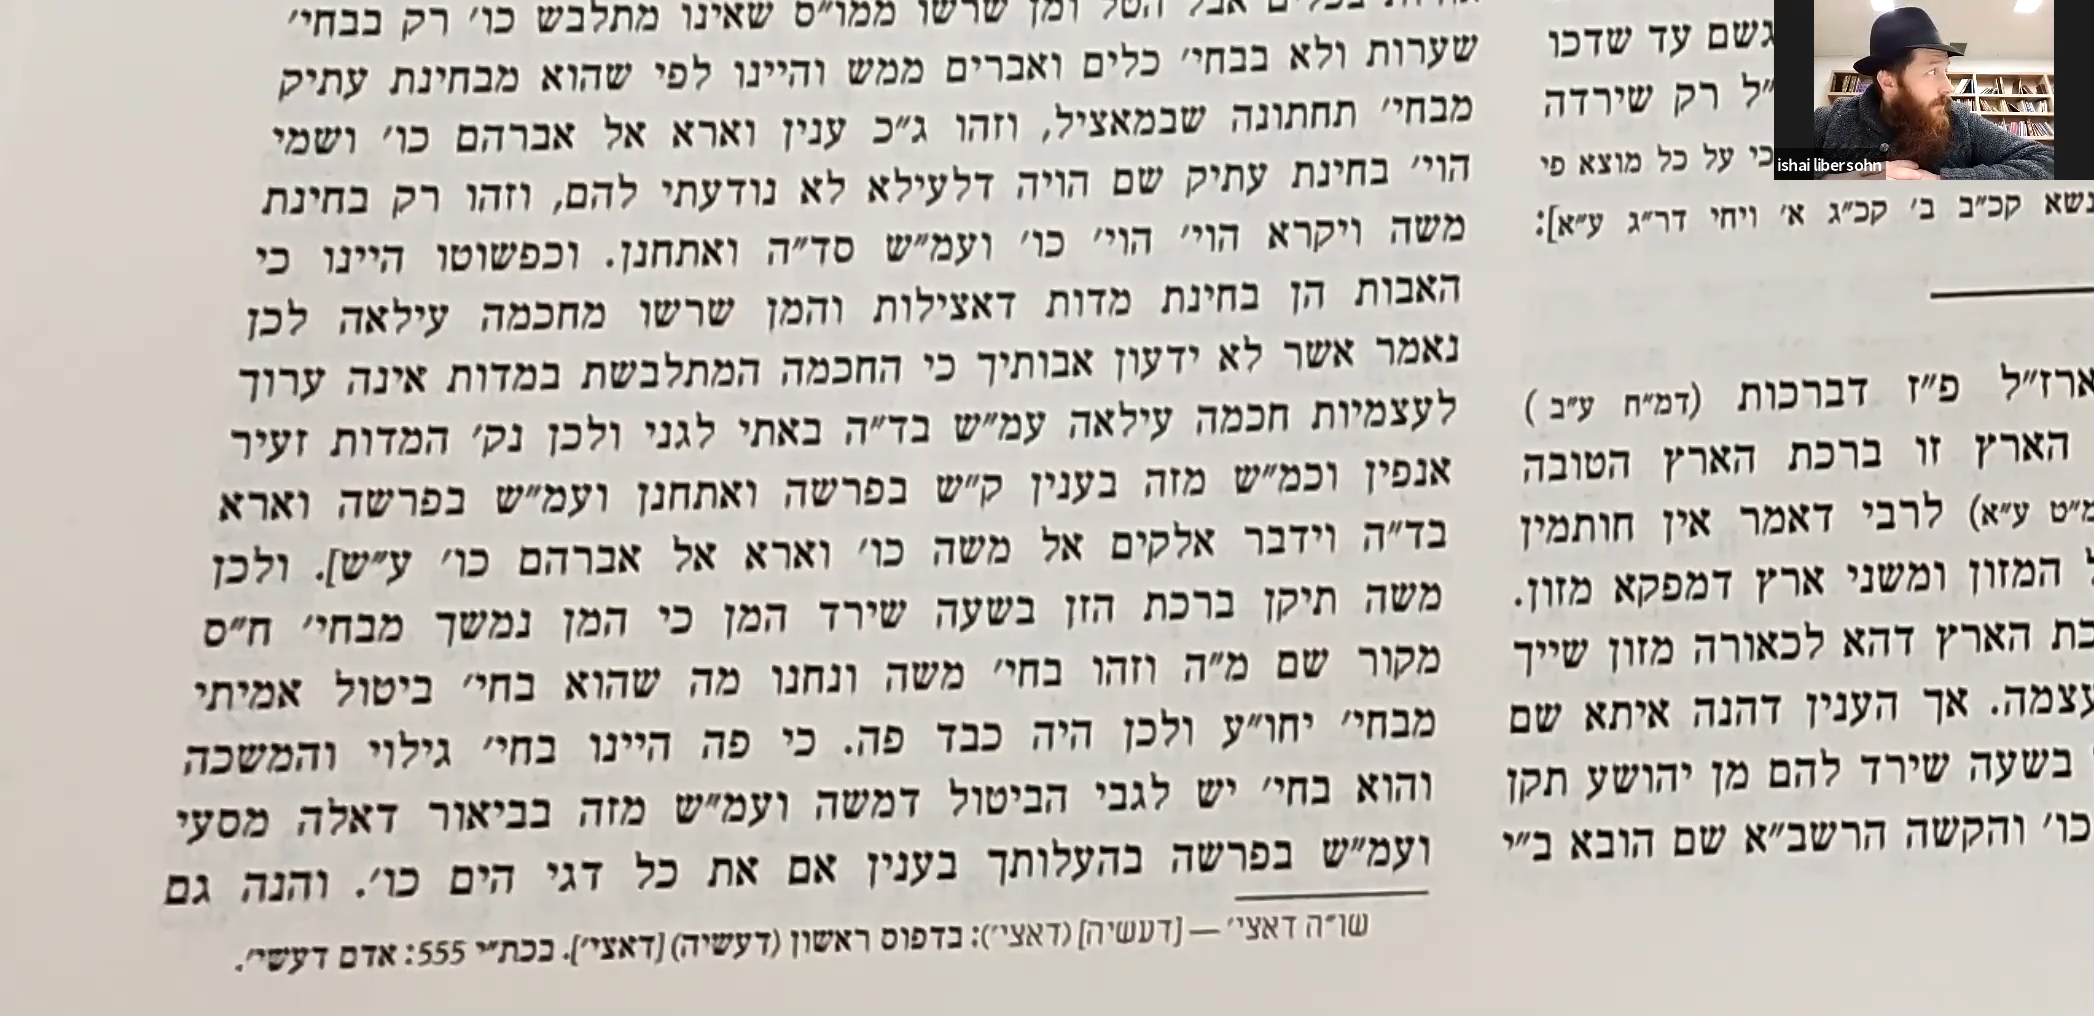 שרשו ממו״ס שאינו מתלבש כו׳ רק בבחי׳
שערות ולא בבחי׳ כלים ואברים ממש והיינו לפי שהוא מבחינת עתיק
מבחי׳ תחתונה שבמאציל, וזהו ג״כ ענין וארא אל אברהם כו׳ ושמי
הוי׳ בחינת עתיק שם הויה דלעילא לא נודעתי להם, וזהו רק בחינת
משה ויקרא הוי׳ הוי׳ כו׳ ועמ״ש סד״ה ואתחנן. וכפשוטו היינו כי
האבות הן בחינת מדות דאצילות והמן שרשו מחכמה עילאה לכן
נאמר אשר לא ידעון אבותיך כי החכמה המתלבשת במדות אינה ערוך
לעצמיות חכמה עילאה עמ״ש בד״ה באתי לגני ולכן נק׳ המדות זעיר
אנפין וכמ״ש מזה בענין ק״ש בפרשה ואתחנן ועמ״ש בפרשה וארא
בד״ה וידבר אלקים אל משה כו׳ וארא אל אברהם כו׳ ע״ש]. ולכן
משה תיקן ברכת הזן בשעה שירד המן כי המן נמשך מבחי׳ ח״ס
מקור שם מ״ה וזהו בחי׳ משה ונחנו מה שהוא בחי׳ ביטול אמיתי
מבחי׳ יחו״ע ולכן היה כבד פה. כי פה היינו בחי׳ גילוי והמשכה
והוא בחי׳ יש לגבי הביטול דמשה ועמ״ש מזה בביאור דאלה מסעי
ועמ״ש בפרשה בהעלותך בענין אם את כל דגי הים כו׳. והנה גם
שו״ה דאצי׳ — [דעשיה] (דאצי׳): בדפוס ראשון (דעשיה) [דאצי׳]. בכת״י 555: אדם דעשי׳.
גשם עד שדכו
״ל רק שירדה
כי על כל מוצא פי
נשא קכ״ב ב׳ קכ״ג א׳ ויחי דר״ג ע״א]:
ארז״ל פ״ז דברכות (דמ״ח ע״ב)
הארץ זו ברכת הארץ הטובה
מ״ט ע״א) לרבי דאמר אין חותמין
המזון ומשני ארץ דמפקא מזון.
כת הארץ דהא לכאורה מזון שייך
עצמה. אך הענין דהנה איתא שם
בשעה שירד להם מן יהושע תקן
כו׳ והקשה הרשב״א שם הובא ב״י
ishai libersohn